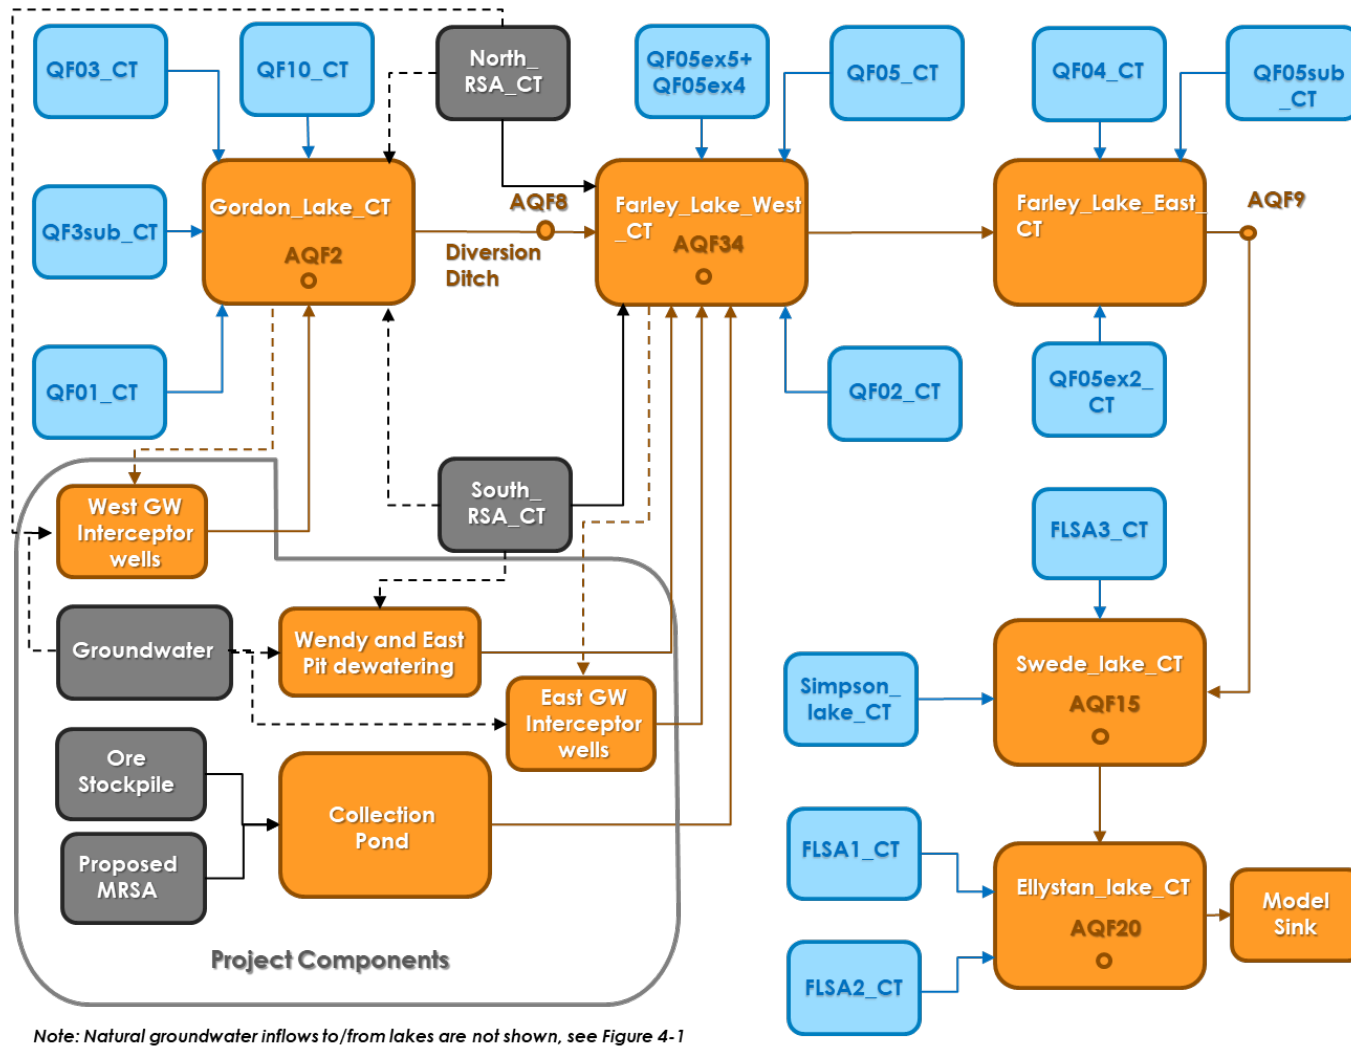 QF03_CT
QF10_CT
North_
RSA_CT
QF05ex5+
QF05ex4
QF05_CT
QF04_CT
QF05sub
_CT
QF3sub_CT
Gordon_Lake_CT
AQF2
AQF8
Diversion
Ditch
Farley_Lake_West
_CT
AQF34
Farley_Lake_East_
CT
AQF9
QF01_CT
QF02_CT
QF05ex2_
CT
West GW
Interceptor
wells
South_
RSA_CT
FLSA3_CT
Groundwater
Wendy and East
Pit dewatering
East GW
Interceptor
wells
Simpson_
lake_CT
Swede_lake_CT
AQF15
Ore
Stockpile
Proposed
MRSA
Collection
Pond
FLSA1_CT
FLSA2_CT
Ellystan_lake_CT
AQF20
Model
Sink
Project Components
Note: Natural groundwater inflows to/from lakes are not shown, see Figure 4-1